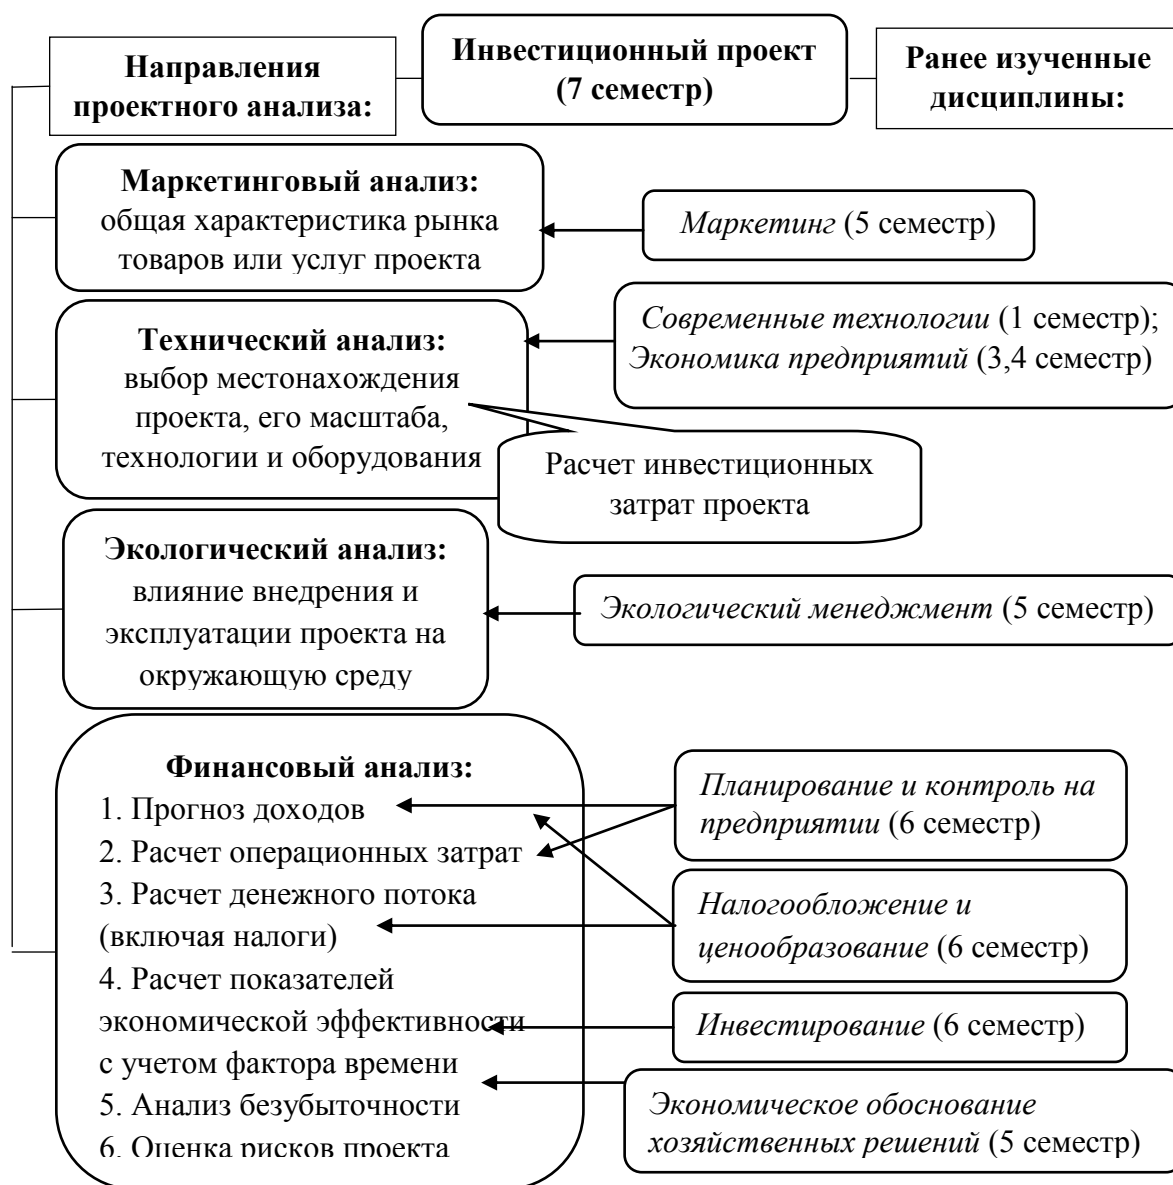 Направления
проектного анализа:
Инвестиционный проект
(7 семестр)
Ранее изученные
дисциплины:
Маркетинговый анализ:
общая характеристика рынка
товаров или услуг проекта
Маркетинг (5 семестр)
Технический анализ:
выбор местонахождения
проекта, его масштаба,
технологии и оборудования
Современные технологии (1 семестр);
Экономика предприятий (3,4 семестр)
Расчет инвестиционных
затрат проекта
Экологический анализ:
влияние внедрения и
эксплуатации проекта на
окружающую среду
Экологический менеджмент (5 семестр)
Финансовый анализ:
1. Прогноз доходов
2. Расчет операционных затрат
3. Расчет денежного потока
(включая налоги)
4. Расчет показателей
экономической эффективности
с учетом фактора времени
5. Анализ безубыточности
6. Оценка рисков проекта
Планирование и контроль на
предприятии (6 семестр)
Налогообложение и
ценообразование (6 семестр)
Инвестирование (6 семестр)
Экономическое обоснование
хозяйственных решений (5 семестр)